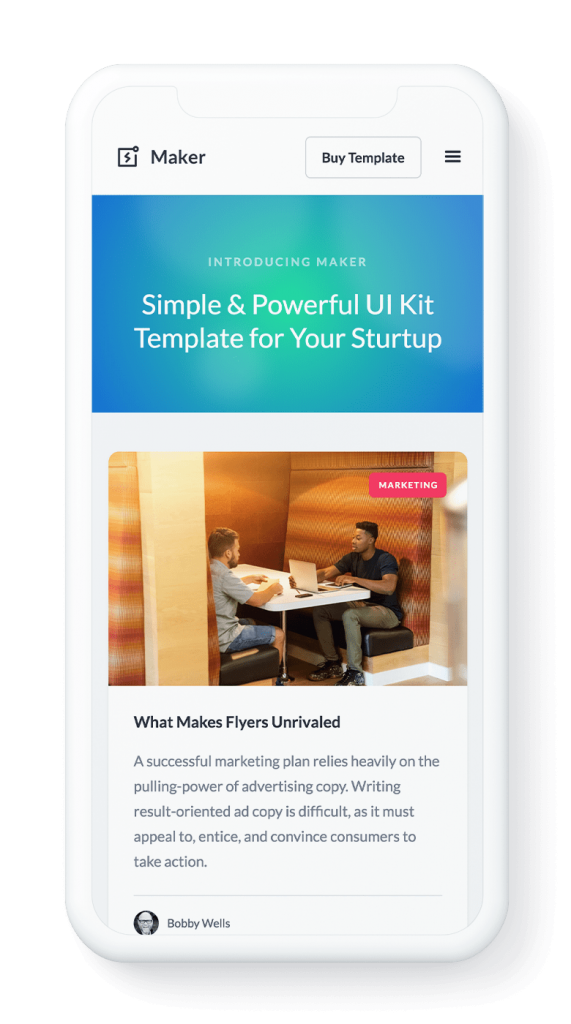 Maker
Buy Template
INTRODUCING MAKER
Simple & Powerful UI Kit
Template for Your Sturtup
MARKETING
What Makes Flyers Unrivaled
A successful marketing plan relies heavily on the
pulling-power of advertising copy. Writing
result-oriented ad copy is difficult, as it must
appeal to, entice, and convince consumers to
take action.
Bobby Wells